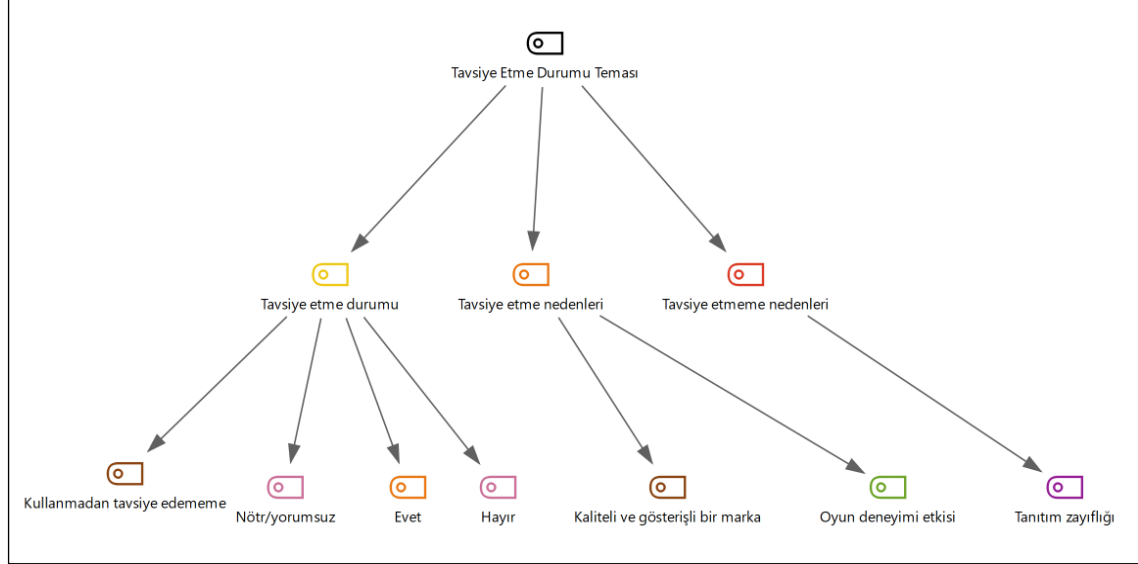 Tavsiye Etme Durumu Teması
Tavsiye etme durumu
Tavsiye etme nedenleri
Tavsiye etmeme nedenleri
Kullanmadan tavsiye edememe
Nötr/yorumsuz
Evet
Hayır
Kaliteli ve gösterişli bir marka
Oyun deneyimi etkisi
Tanıtım zayıflığı